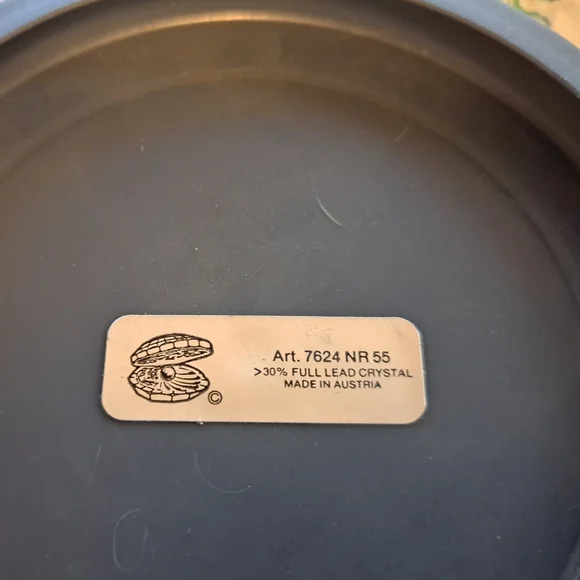 Art. 7624 NR 55
>30% FULL LEAD CRYSTAL
MADE IN AUSTRIA
©